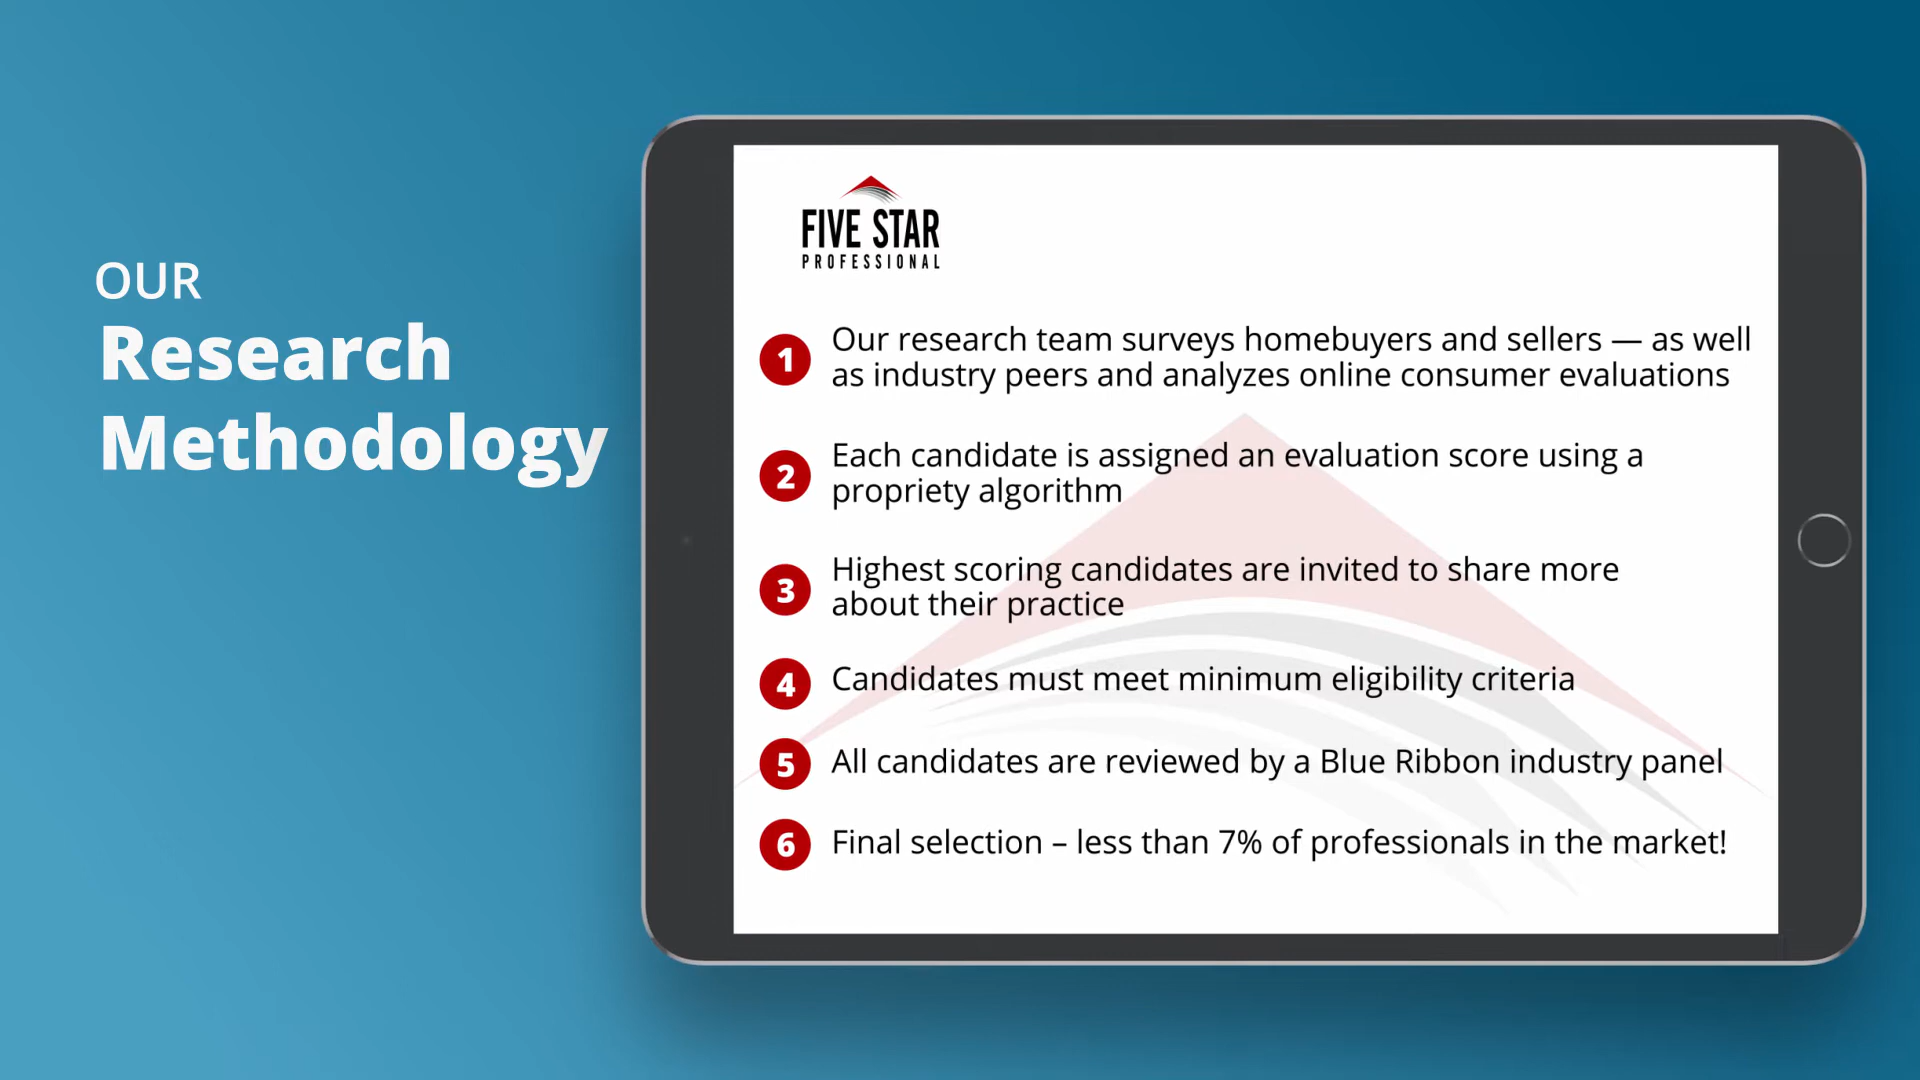 OUR
Research
Methodology
FIVE STAR
PROFESSIONAL
1 Our research team surveys homebuyers and sellers — as well
as industry peers and analyzes online consumer evaluations
2 Each candidate is assigned an evaluation score using a
propriety algorithm
3 Highest scoring candidates are invited to share more
about their practice
4 Candidates must meet minimum eligibility criteria
5 All candidates are reviewed by a Blue Ribbon industry panel
6 Final selection – less than 7% of professionals in the market!